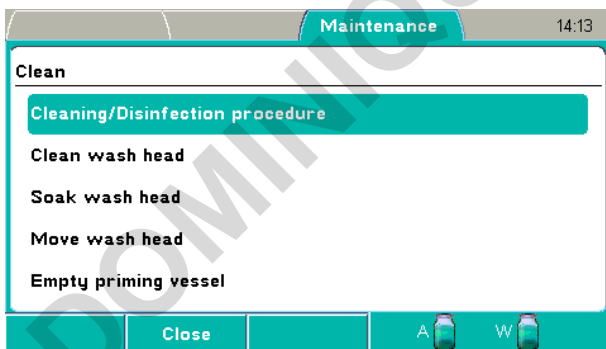 Maintenance 14:13
Clean
Cleaning/Disinfection procedure
Clean wash head
Soak wash head
Move wash head
Empty priming vessel
Close A W
DOMINIQU